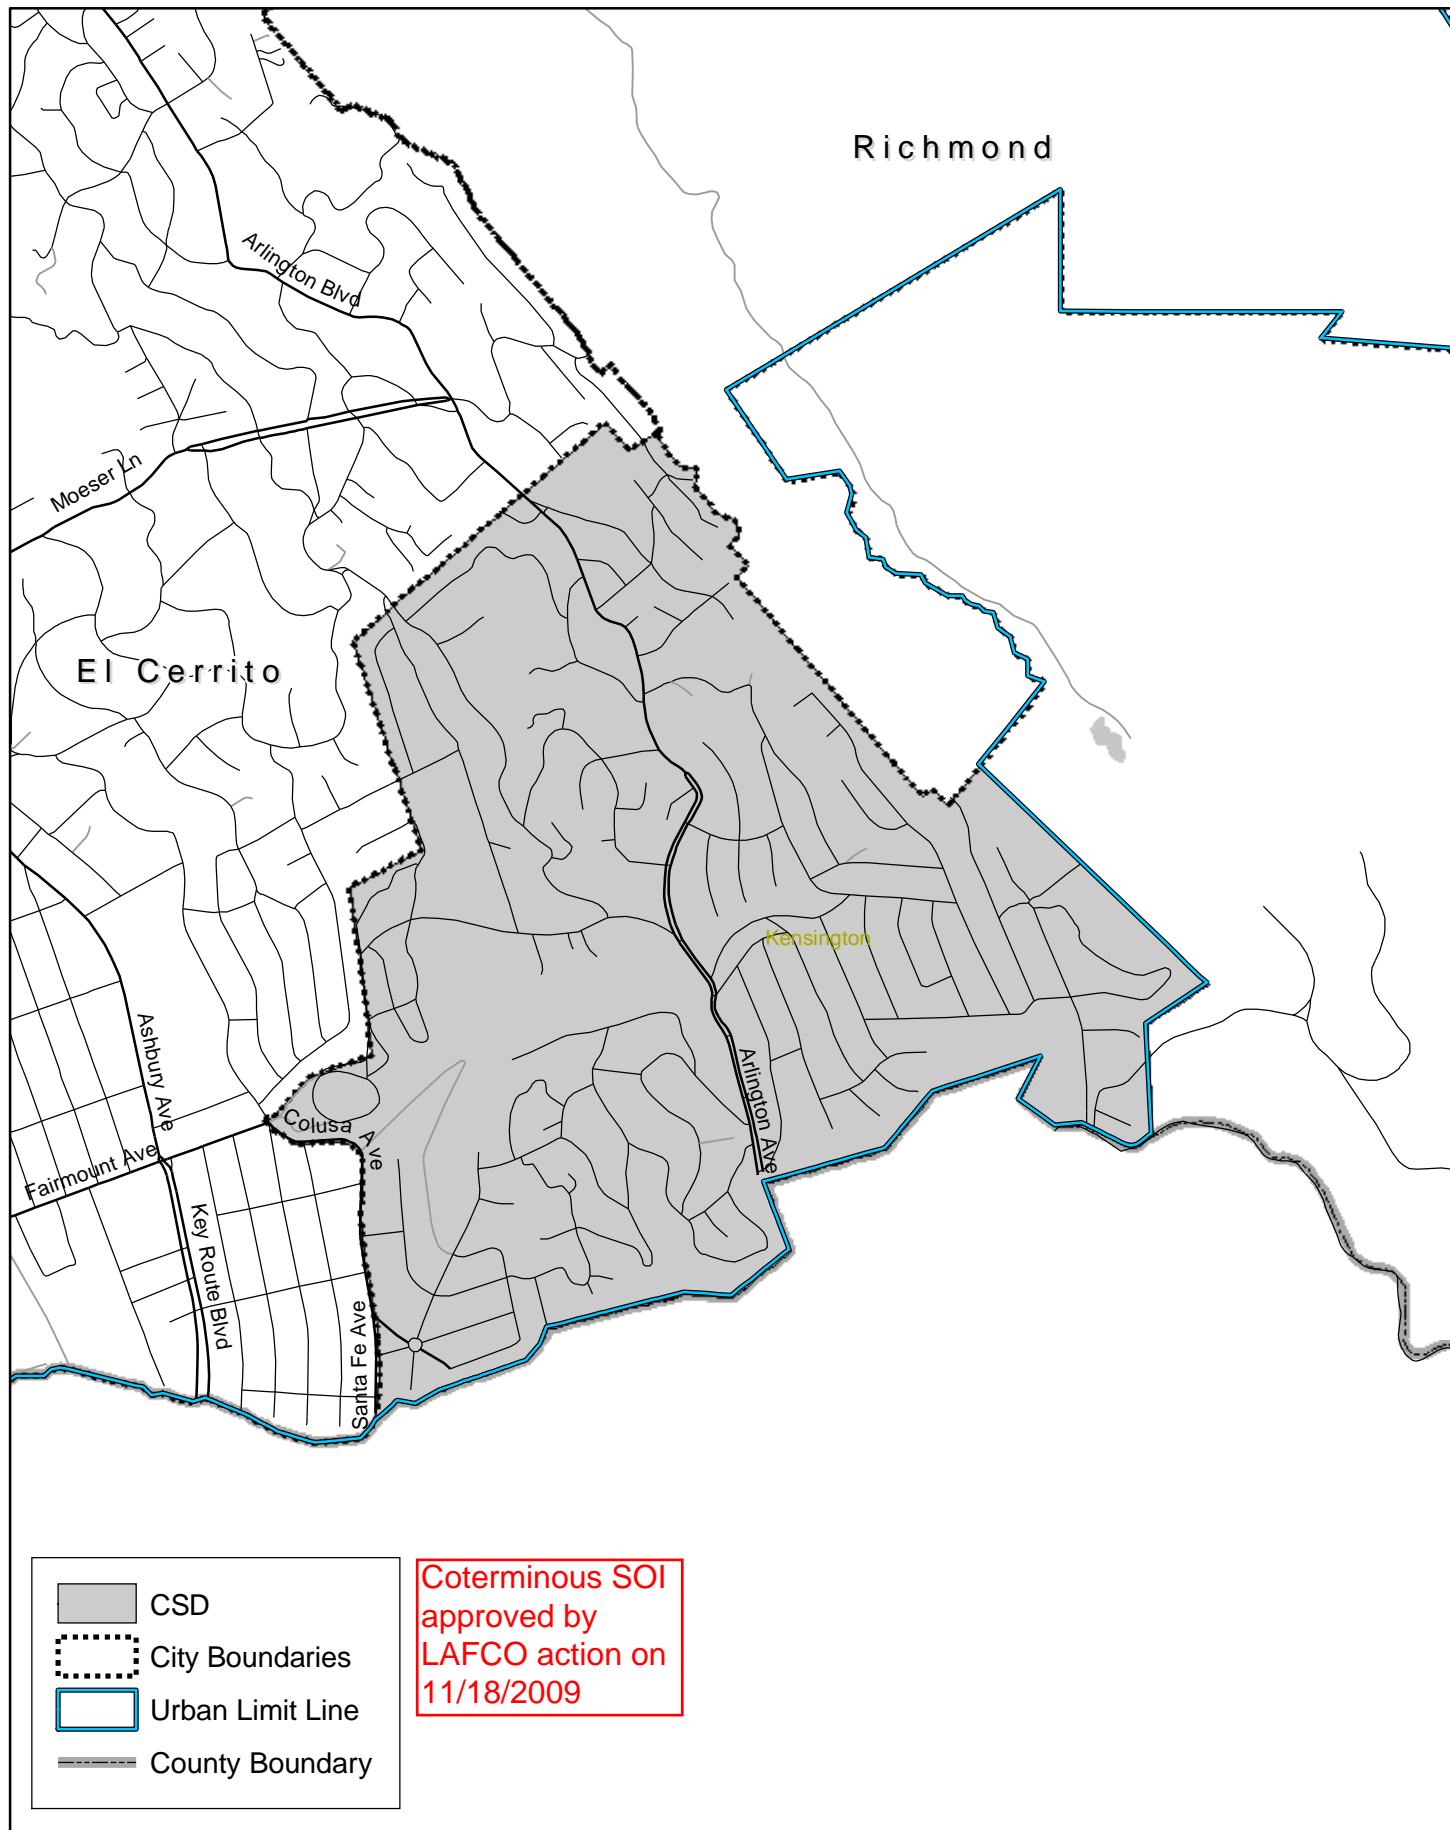 Richmond
Arlington Blvd
Moeser Ln
El Cerrito
Kensington
Ashbury Ave
Arlington Ave
Colusa Ave
Fairmount Ave
Key Route Blvd
Santa Fe Ave
CSD
City Boundaries
Urban Limit Line
County Boundary
Coterminous SOI
approved by
LAFCO action on
11/18/2009